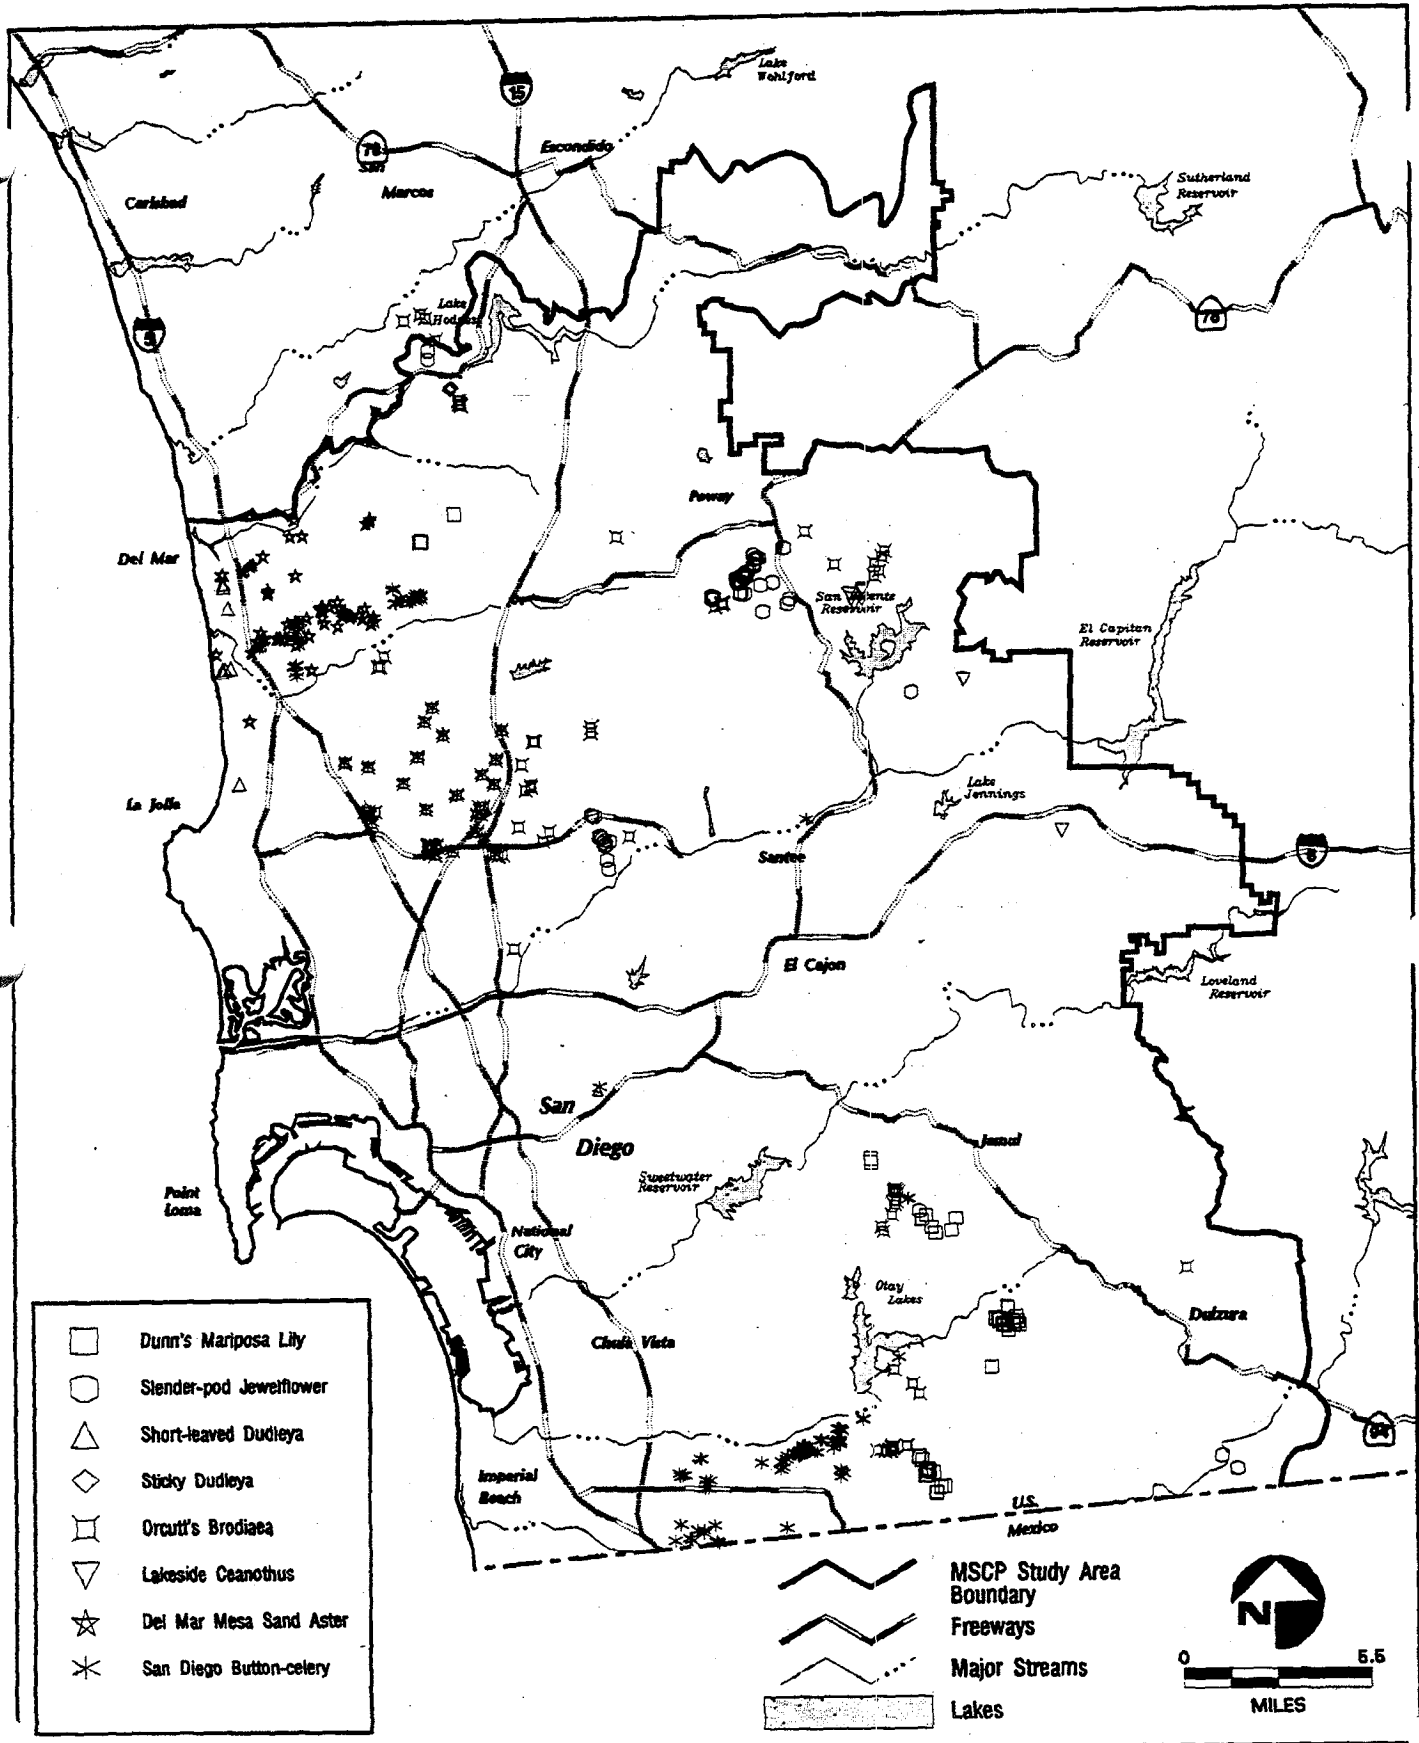 Lake
Wohlford
15
Escondido
78
San
Marcos
Carlsbad
Sutherland
Reservoir
Lake
Hodges
5
78
Poway
Del Mar
San Vicente
Reservoir
El Capitan
Reservoir
Lake
Jennings
La Jolla
Santee
8
El Cajon
Loveland
Reservoir
San
Diego
Jamul
Sweetwater
Reservoir
Point
Loma
National
City
Otay
Lakes
Dulzura
Chula Vista
94
Imperial
Beach
U.S.
Mexico
Dunn's Mariposa Lily
Slender-pod Jewelflower
Short-leaved Dudleya
Sticky Dudleya
Orcutt's Brodiaea
Lakeside Ceanothus
Del Mar Mesa Sand Aster
San Diego Button-celery
MSCP Study Area
Boundary
Freeways
Major Streams
Lakes
N
0 5.5
MILES